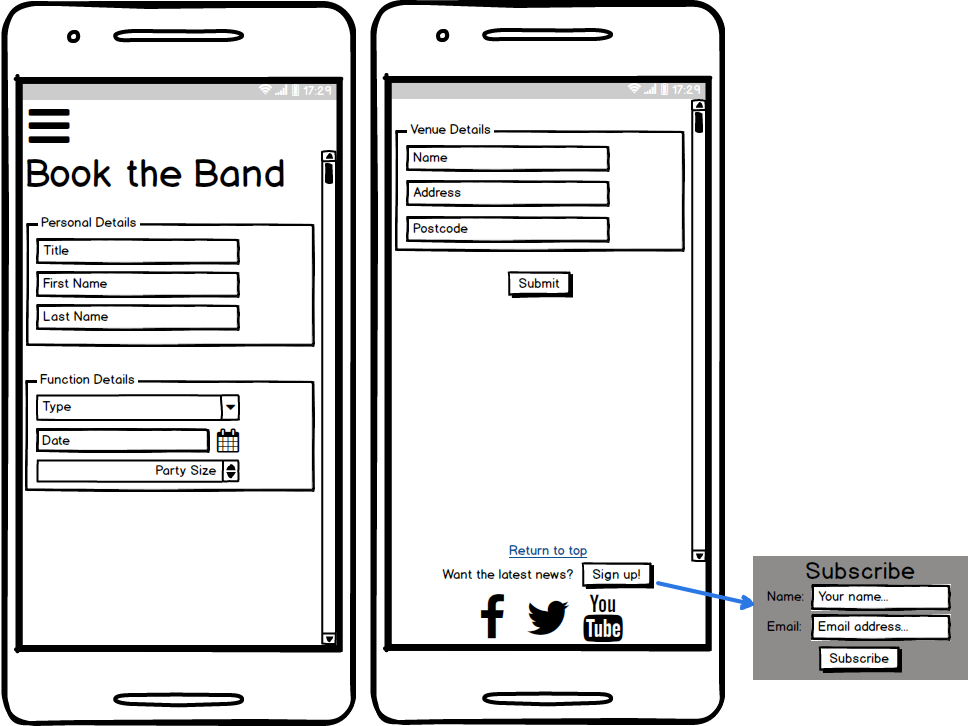 17:29
Book the Band
Personal Details
Title
First Name
Last Name
Function Details
Type
Date
Party Size
17:29
Venue Details
Name
Address
Postcode
Submit
Return to top
Want the latest news? Sign up!
f
You
Tube
Subscribe
Name: Your name...
Email: Email address...
Subscribe